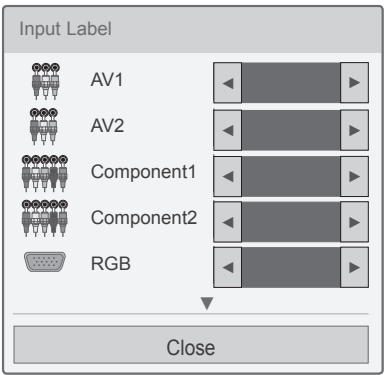 Input Label
AV1
AV2
Component1
Component2
RGB
Close